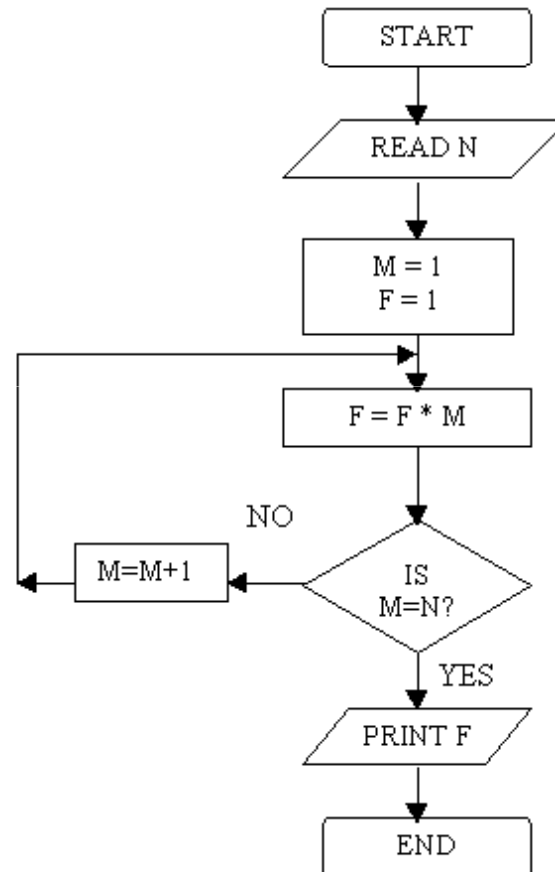 START
READ N
M = 1
F = 1
F = F * M
NO
M=M+1
IS
M=N?
YES
PRINT F
END